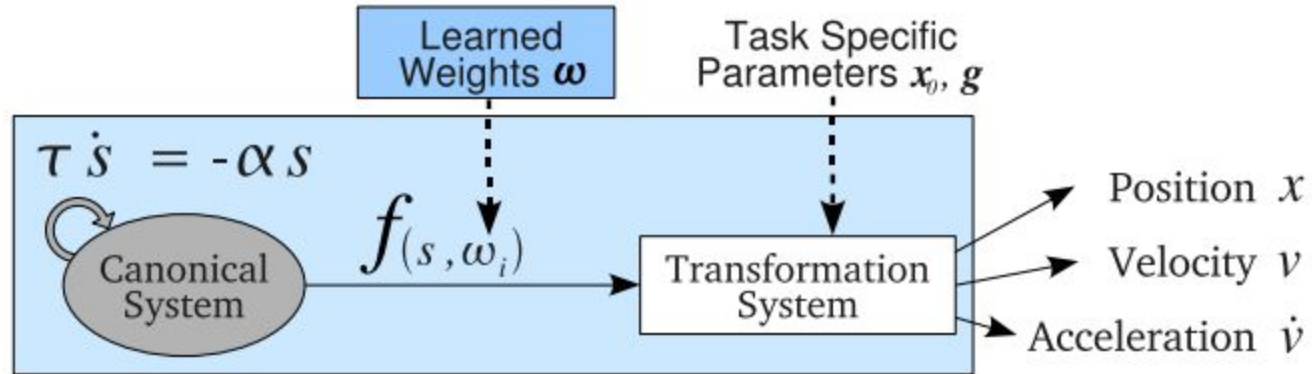 Learned
Weights ω
Task Specific
Parameters x₀, g
τ ṡ = -α s
f(s, ωᵢ)
Canonical
System
Transformation
System
Position x
Velocity v
Acceleration v̇